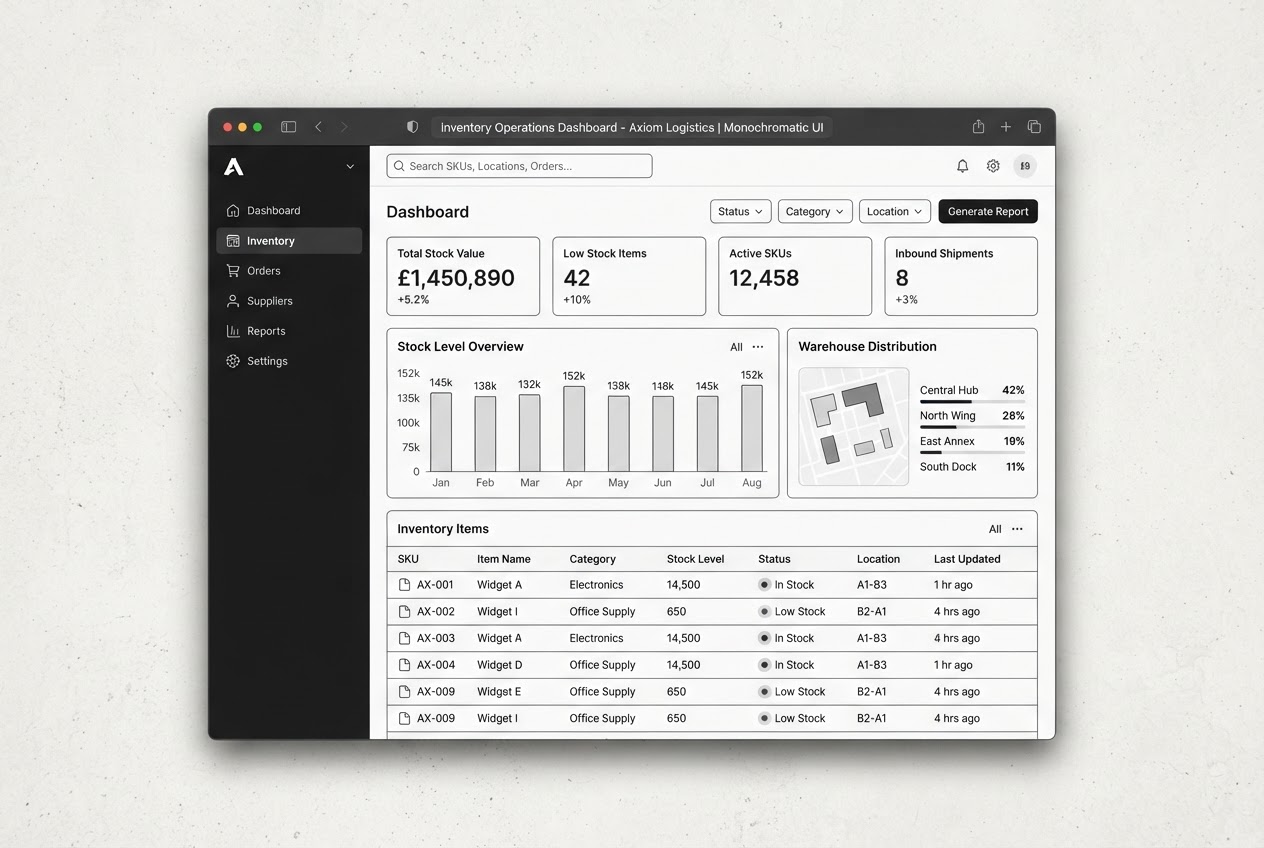 Inventory Operations Dashboard - Axiom Logistics | Monochromatic UI
Search SKUs, Locations, Orders...
Dashboard
Inventory
Orders
Suppliers
Reports
Settings
Dashboard
Status
Category
Location
Generate Report
Total Stock Value
£1,450,890
+5.2%
Low Stock Items
42
+10%
Active SKUs
12,458
Inbound Shipments
8
+3%
Stock Level Overview
All
152k
135k
100k
75k
0
145k
138k
132k
152k
138k
148k
145k
152k
Jan
Feb
Mar
Apr
May
Jun
Jul
Aug
Warehouse Distribution
Central Hub 42%
North Wing 28%
East Annex 19%
South Dock 11%
Inventory Items
All
SKU Item Name Category Stock Level Status Location Last Updated
AX-001 Widget A Electronics 14,500 In Stock A1-83 1 hr ago
AX-002 Widget I Office Supply 650 Low Stock B2-A1 4 hrs ago
AX-003 Widget A Electronics 14,500 In Stock A1-83 4 hrs ago
AX-004 Widget D Office Supply 14,500 In Stock A1-83 1 hr ago
AX-009 Widgst E Office Supply 650 Low Stock B2-A1 4 hrs ago
AX-009 Widget I Office Supply 650 Low Stock B2-A1 4 hrs ago